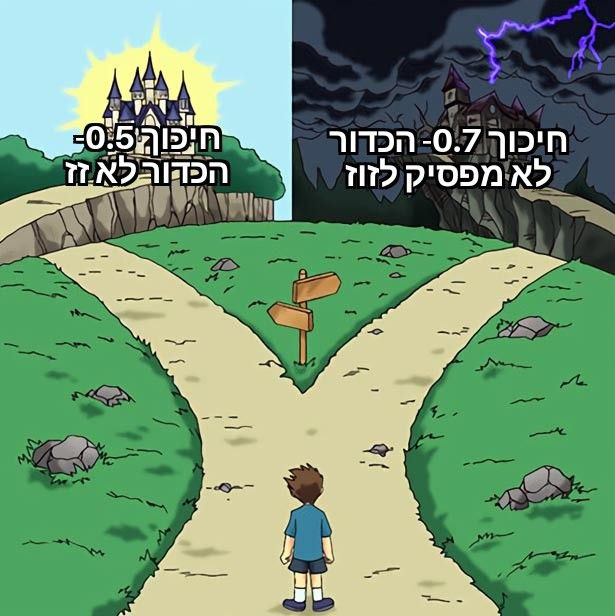 חיכוך 0.5-
הכדור לא זז
חיכוך 0.7- הכדור
לא מפסיק לזוז